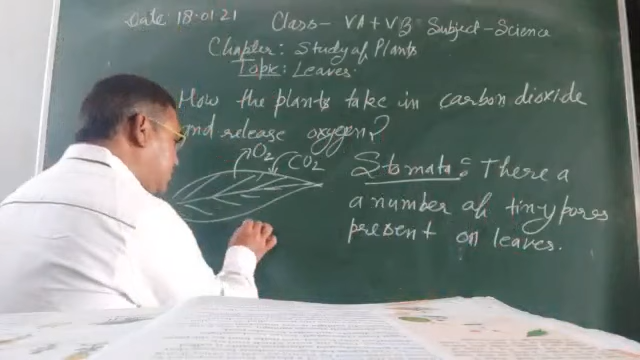 Date: 18-01-21 Class- VA + VB Subject-Science
Chapter: Study of Plants
Topic: Leaves.
How the plants take in carbon dioxide
and release oxygen?
O2 CO2
Stomata: There a
a number of tiny pores
present on leaves.